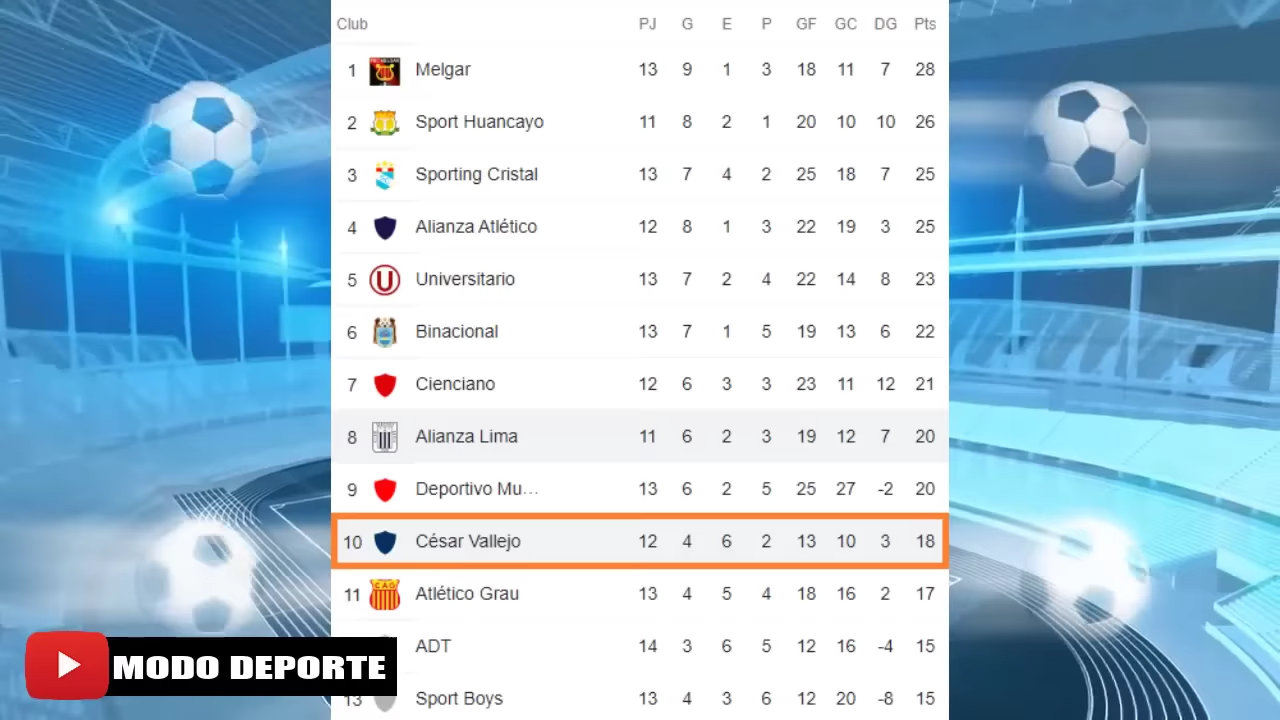 Club PJ G E P GF GC DG Pts
1 Melgar 13 9 1 3 18 11 7 28
2 Sport Huancayo 11 8 2 1 20 10 10 26
3 Sporting Cristal 13 7 4 2 25 18 7 25
4 Alianza Atlético 12 8 1 3 22 19 3 25
5 U Universitario 13 7 2 4 22 14 8 23
6 Binacional 13 7 1 5 19 13 6 22
7 Cienciano 12 6 3 3 23 11 12 21
8 Alianza Lima 11 6 2 3 19 12 7 20
9 Deportivo Mu... 13 6 2 5 25 27 -2 20
10 César Vallejo 12 4 6 2 13 10 3 18
11 CAG Atlético Grau 13 4 5 4 18 16 2 17
ADT 14 3 6 5 12 16 -4 15
MODO DEPORTE
13 Sport Boys 13 4 3 6 12 20 -8 15